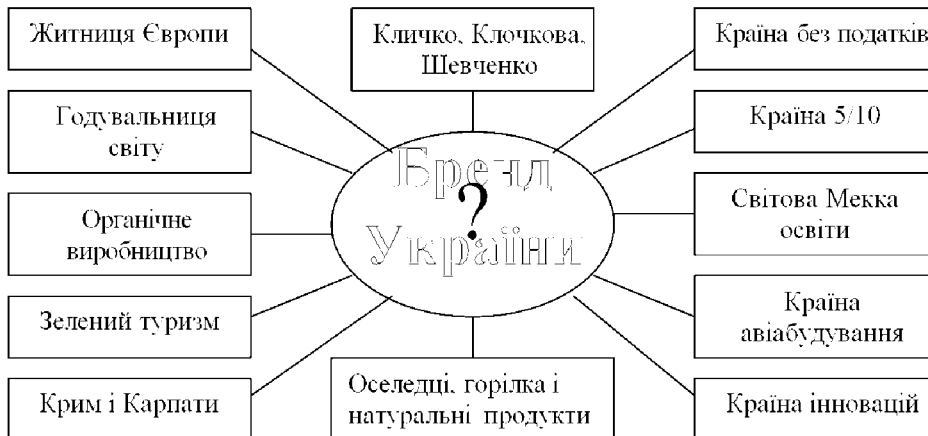 Житниця Європи
Годувальниця
світу
Органічне
виробництво
Зелений туризм
Крим і Карпати
Кличко, Клочкова,
Шевченко
Бренд
?
України
Оселедці, горілка і
натуральні продукти
Країна без податків
Країна 5/10
Світова Мекка
освіти
Країна
авіабудування
Країна інновацій